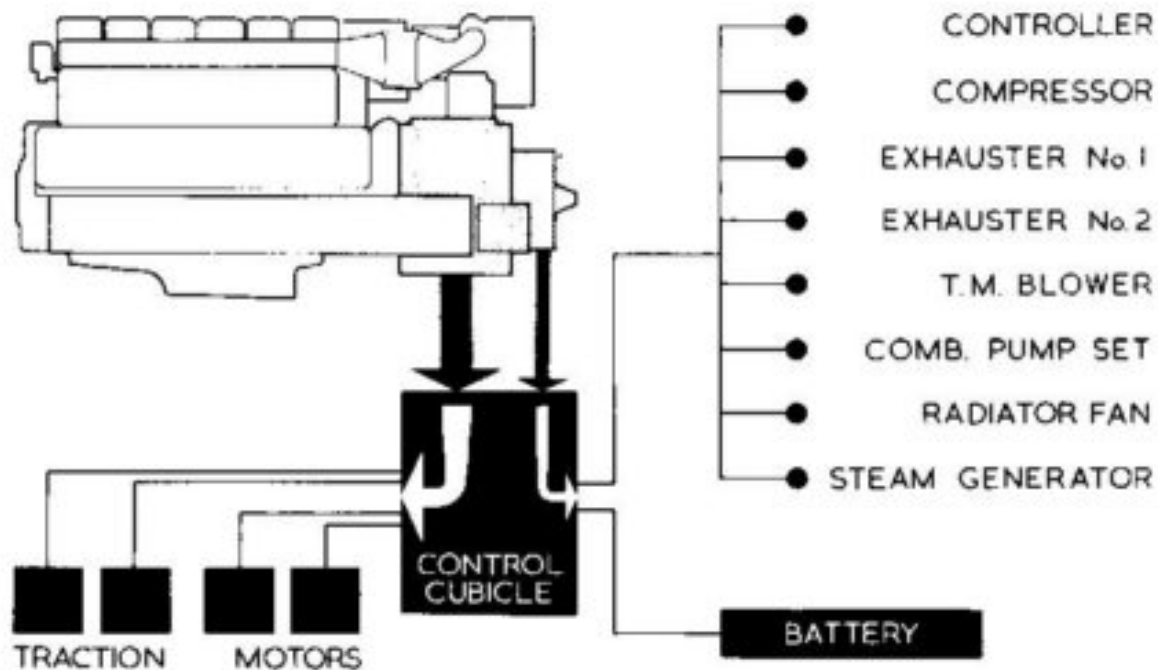 CONTROLLER
COMPRESSOR
EXHAUSTER No. 1
EXHAUSTER No. 2
T.M. BLOWER
COMB. PUMP SET
RADIATOR FAN
STEAM GENERATOR
CONTROL
CUBICLE
BATTERY
TRACTION MOTORS